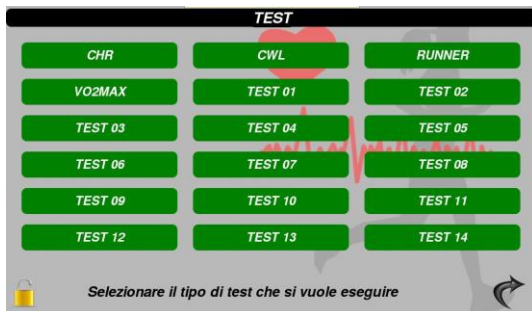 TEST
CHR CWL RUNNER
VO2MAX TEST 01 TEST 02
TEST 03 TEST 04 TEST 05
TEST 06 TEST 07 TEST 08
TEST 09 TEST 10 TEST 11
TEST 12 TEST 13 TEST 14
Selezionare il tipo di test che si vuole eseguire